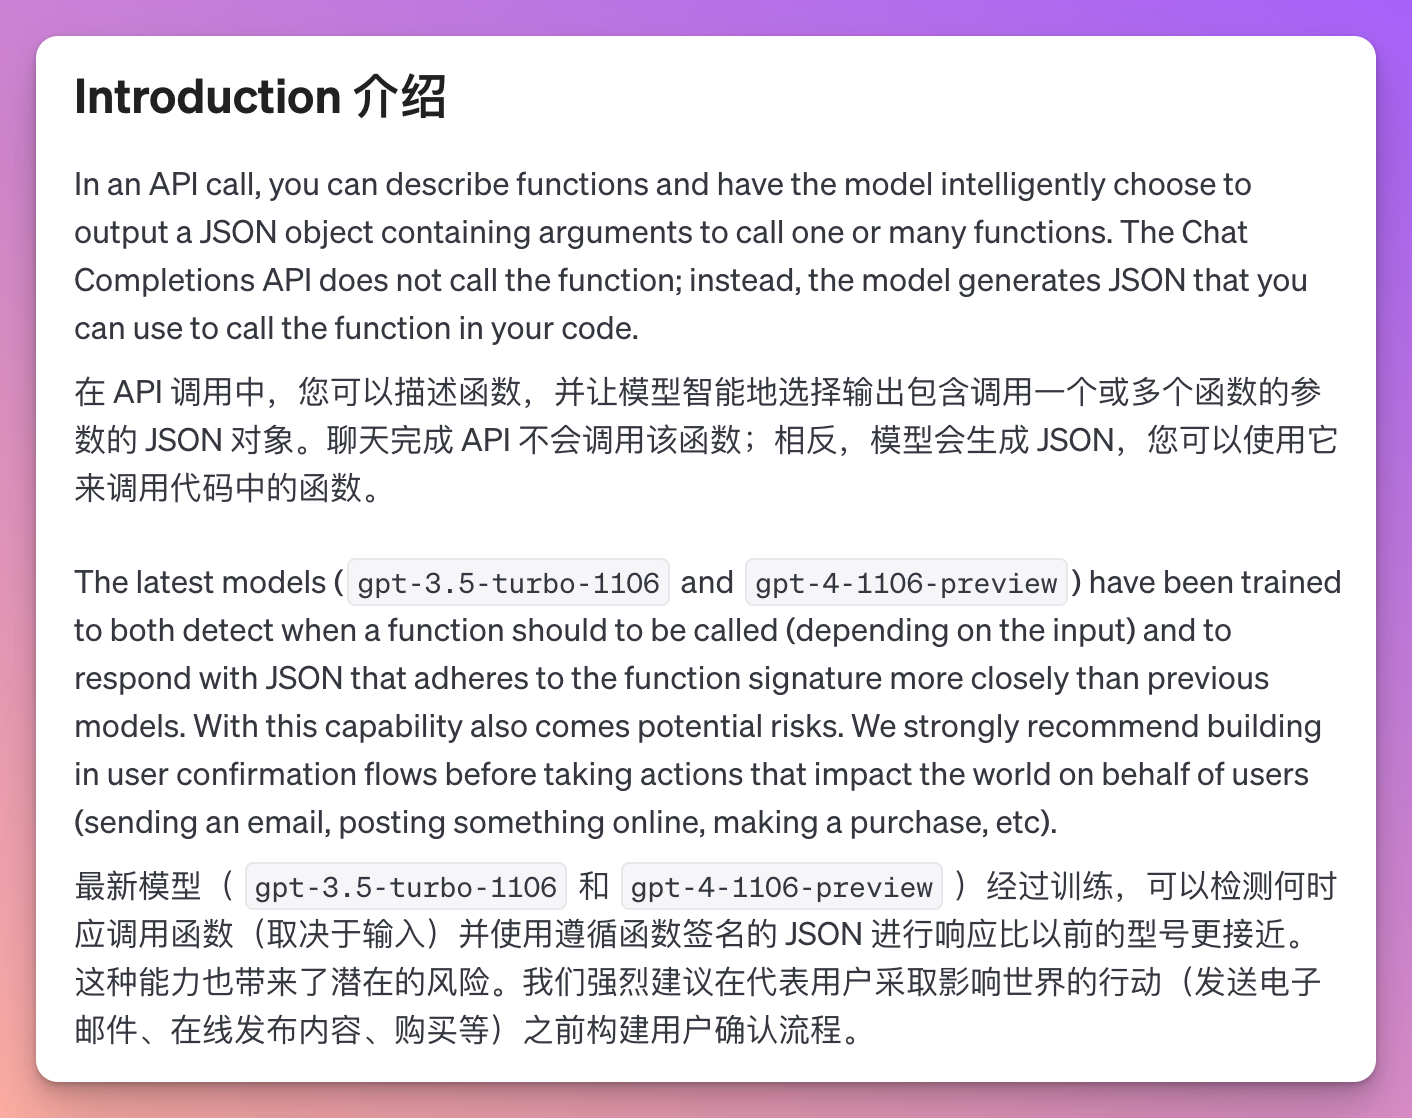 Introduction 介绍
In an API call, you can describe functions and have the model intelligently choose to
output a JSON object containing arguments to call one or many functions. The Chat
Completions API does not call the function; instead, the model generates JSON that you
can use to call the function in your code.
在 API 调用中，您可以描述函数，并让模型智能地选择输出包含调用一个或多个函数的参
数的 JSON 对象。聊天完成 API 不会调用该函数；相反，模型会生成 JSON，您可以使用它
来调用代码中的函数。
The latest models (gpt-3.5-turbo-1106 and gpt-4-1106-preview) have been trained
to both detect when a function should to be called (depending on the input) and to
respond with JSON that adheres to the function signature more closely than previous
models. With this capability also comes potential risks. We strongly recommend building
in user confirmation flows before taking actions that impact the world on behalf of users
(sending an email, posting something online, making a purchase, etc).
最新模型（ gpt-3.5-turbo-1106 和 gpt-4-1106-preview ）经过训练，可以检测何时
应调用函数（取决于输入）并使用遵循函数签名的 JSON 进行响应比以前的型号更接近。
这种能力也带来了潜在的风险。我们强烈建议在代表用户采取影响世界的行动（发送电子
邮件、在线发布内容、购买等）之前构建用户确认流程。